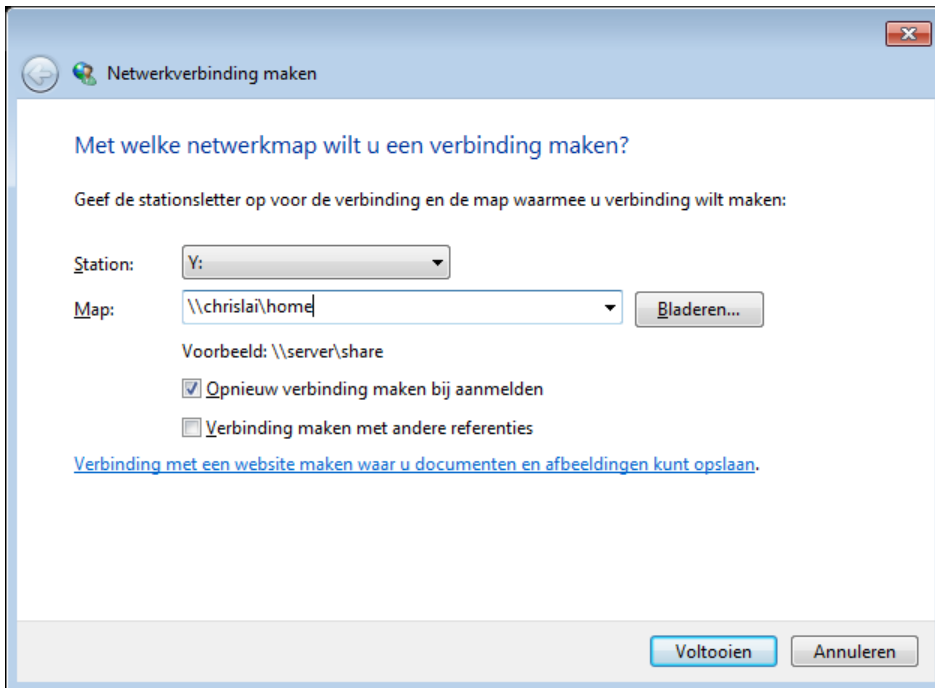 Netwerkverbinding maken
Met welke netwerkmap wilt u een verbinding maken?
Geef de stationsletter op voor de verbinding en de map waarmee u verbinding wilt maken:
Station: Y:
Map: \\chrislai\home Bladeren...
Voorbeeld: \\server\share
Opnieuw verbinding maken bij aanmelden
Verbinding maken met andere referenties
Verbinding met een website maken waar u documenten en afbeeldingen kunt opslaan.
Voltooien Annuleren